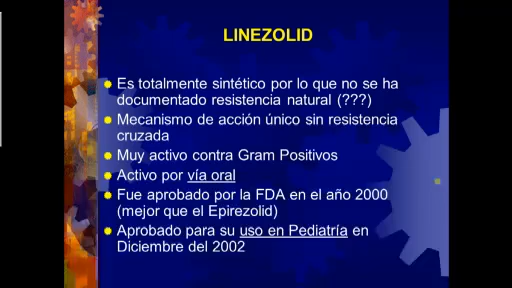 LINEZOLID
Es totalmente sintético por lo que no se ha
documentado resistencia natural (???)
Mecanismo de acción único sin resistencia
cruzada
Muy activo contra Gram Positivos
Activo por vía oral
Fue aprobado por la FDA en el año 2000
(mejor que el Epirezolid)
Aprobado para su uso en Pediatría en
Diciembre del 2002